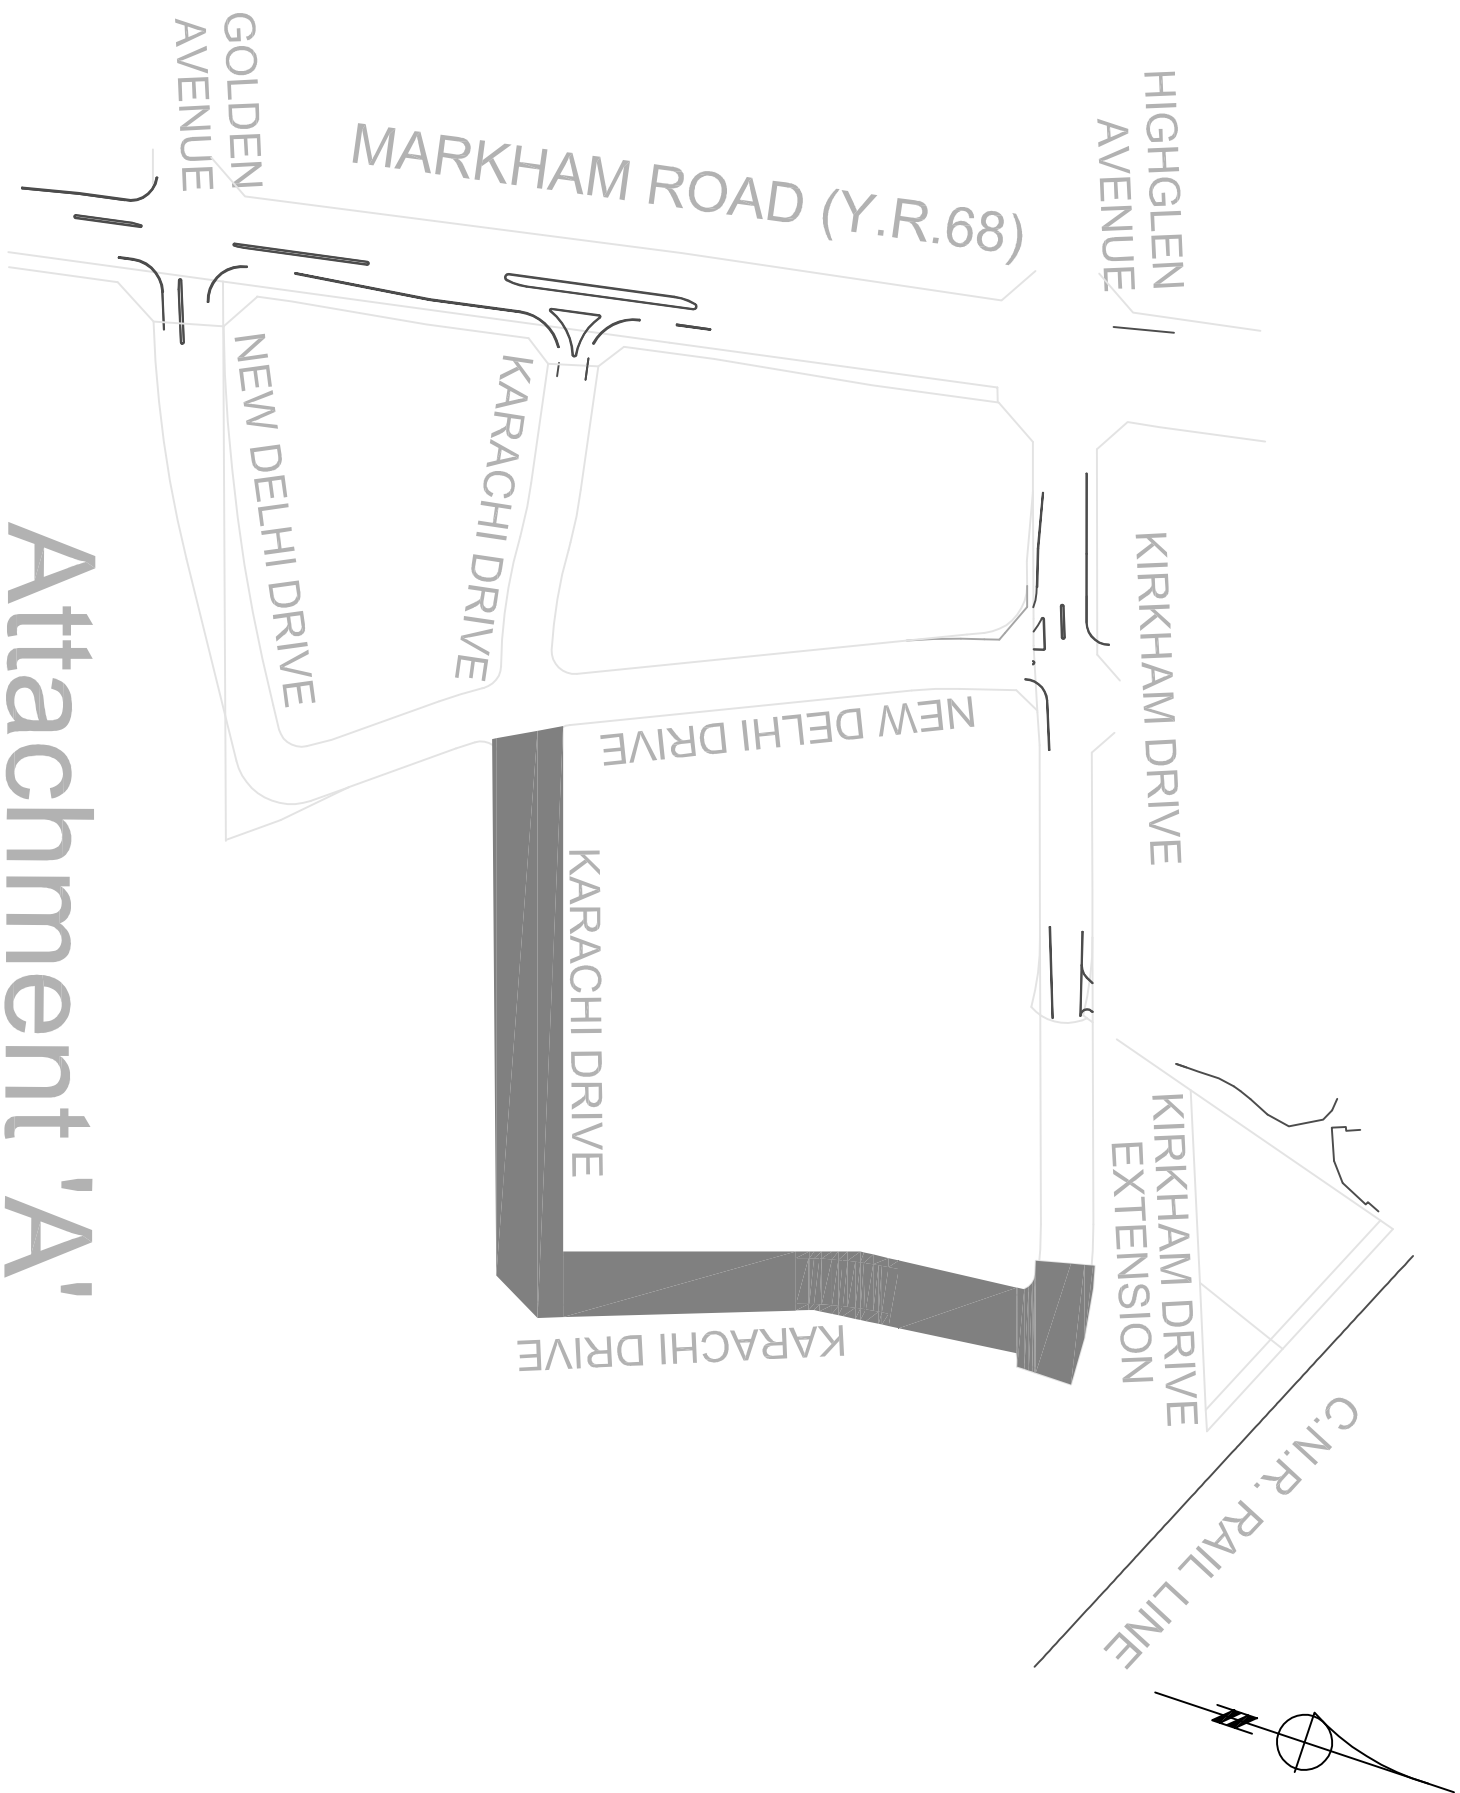 GOLDEN
AVENUE
MARKHAM ROAD (Y.R.68)
HIGHGLEN
AVENUE
NEW DELHI DRIVE
KARACHI DRIVE
KIRKHAM DRIVE
NEW DELHI DRIVE
KARACHI DRIVE
KIRKHAM DRIVE
EXTENSION
KARACHI DRIVE
C.N.R. RAIL LINE
Attachment 'A'
N